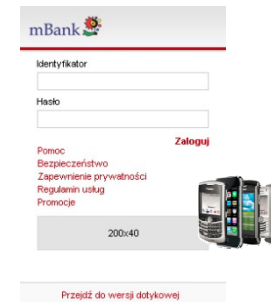 mBank
Identyfikator
Hasło
Zaloguj
Pomoc
Bezpieczeństwo
Zapewnienie prywatności
Regulamin usług
Promocje
200x40
Przejdź do wersji dotykowej